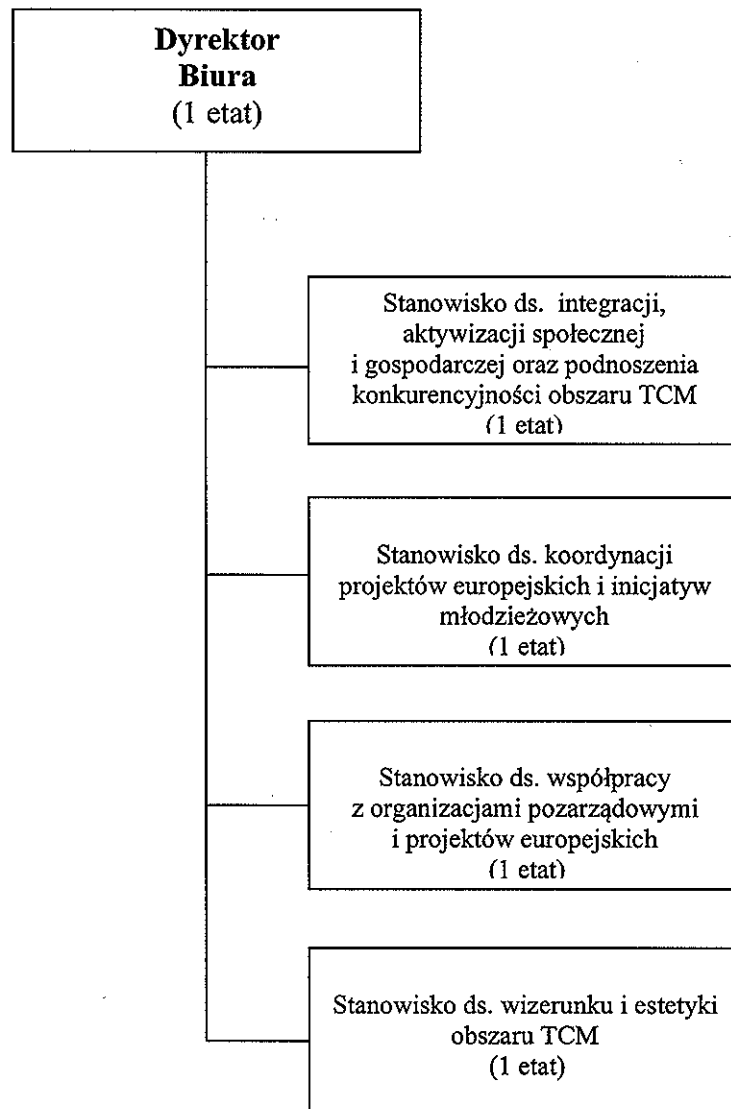 Dyrektor
Biura
(1 etat)
Stanowisko ds. integracji,
aktywizacji społecznej
i gospodarczej oraz podnoszenia
konkurencyjności obszaru TCM
(1 etat)
Stanowisko ds. koordynacji
projektów europejskich i inicjatyw
młodzieżowych
(1 etat)
Stanowisko ds. współpracy
z organizacjami pozarządowymi
i projektów europejskich
(1 etat)
Stanowisko ds. wizerunku i estetyki
obszaru TCM
(1 etat)